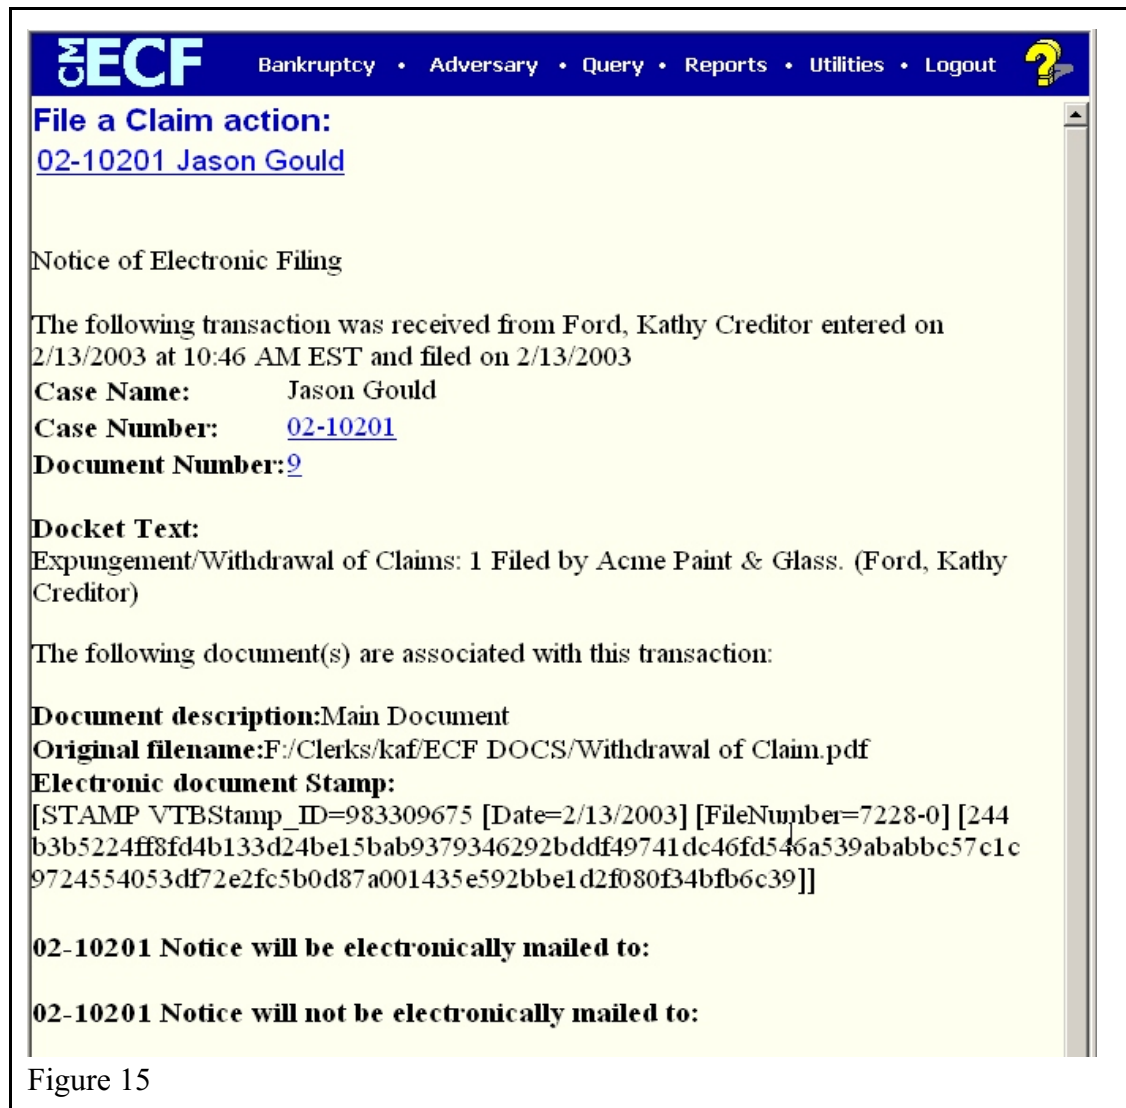 CM ECF Bankruptcy • Adversary • Query • Reports • Utilities • Logout ?
File a Claim action:
02-10201 Jason Gould
Notice of Electronic Filing
The following transaction was received from Ford, Kathy Creditor entered on
2/13/2003 at 10:46 AM EST and filed on 2/13/2003
Case Name: Jason Gould
Case Number: 02-10201
Document Number: 9
Docket Text:
Expungement/Withdrawal of Claims: 1 Filed by Acme Paint & Glass. (Ford, Kathy
Creditor)
The following document(s) are associated with this transaction:
Document description:Main Document
Original filename:F:/Clerks/kaf/ECF DOCS/Withdrawal of Claim.pdf
Electronic document Stamp:
[STAMP VTBStamp_ID=983309675 [Date=2/13/2003] [FileNumber=7228-0] [244
b3b5224ff8fd4b133d24be15bab9379346292bddf49741dc46fd546a539ababbc57c1c
9724554053df72e2fc5b0d87a001435e592bbe1d2f080f34bfb6c39]]
02-10201 Notice will be electronically mailed to:
02-10201 Notice will not be electronically mailed to:
Figure 15